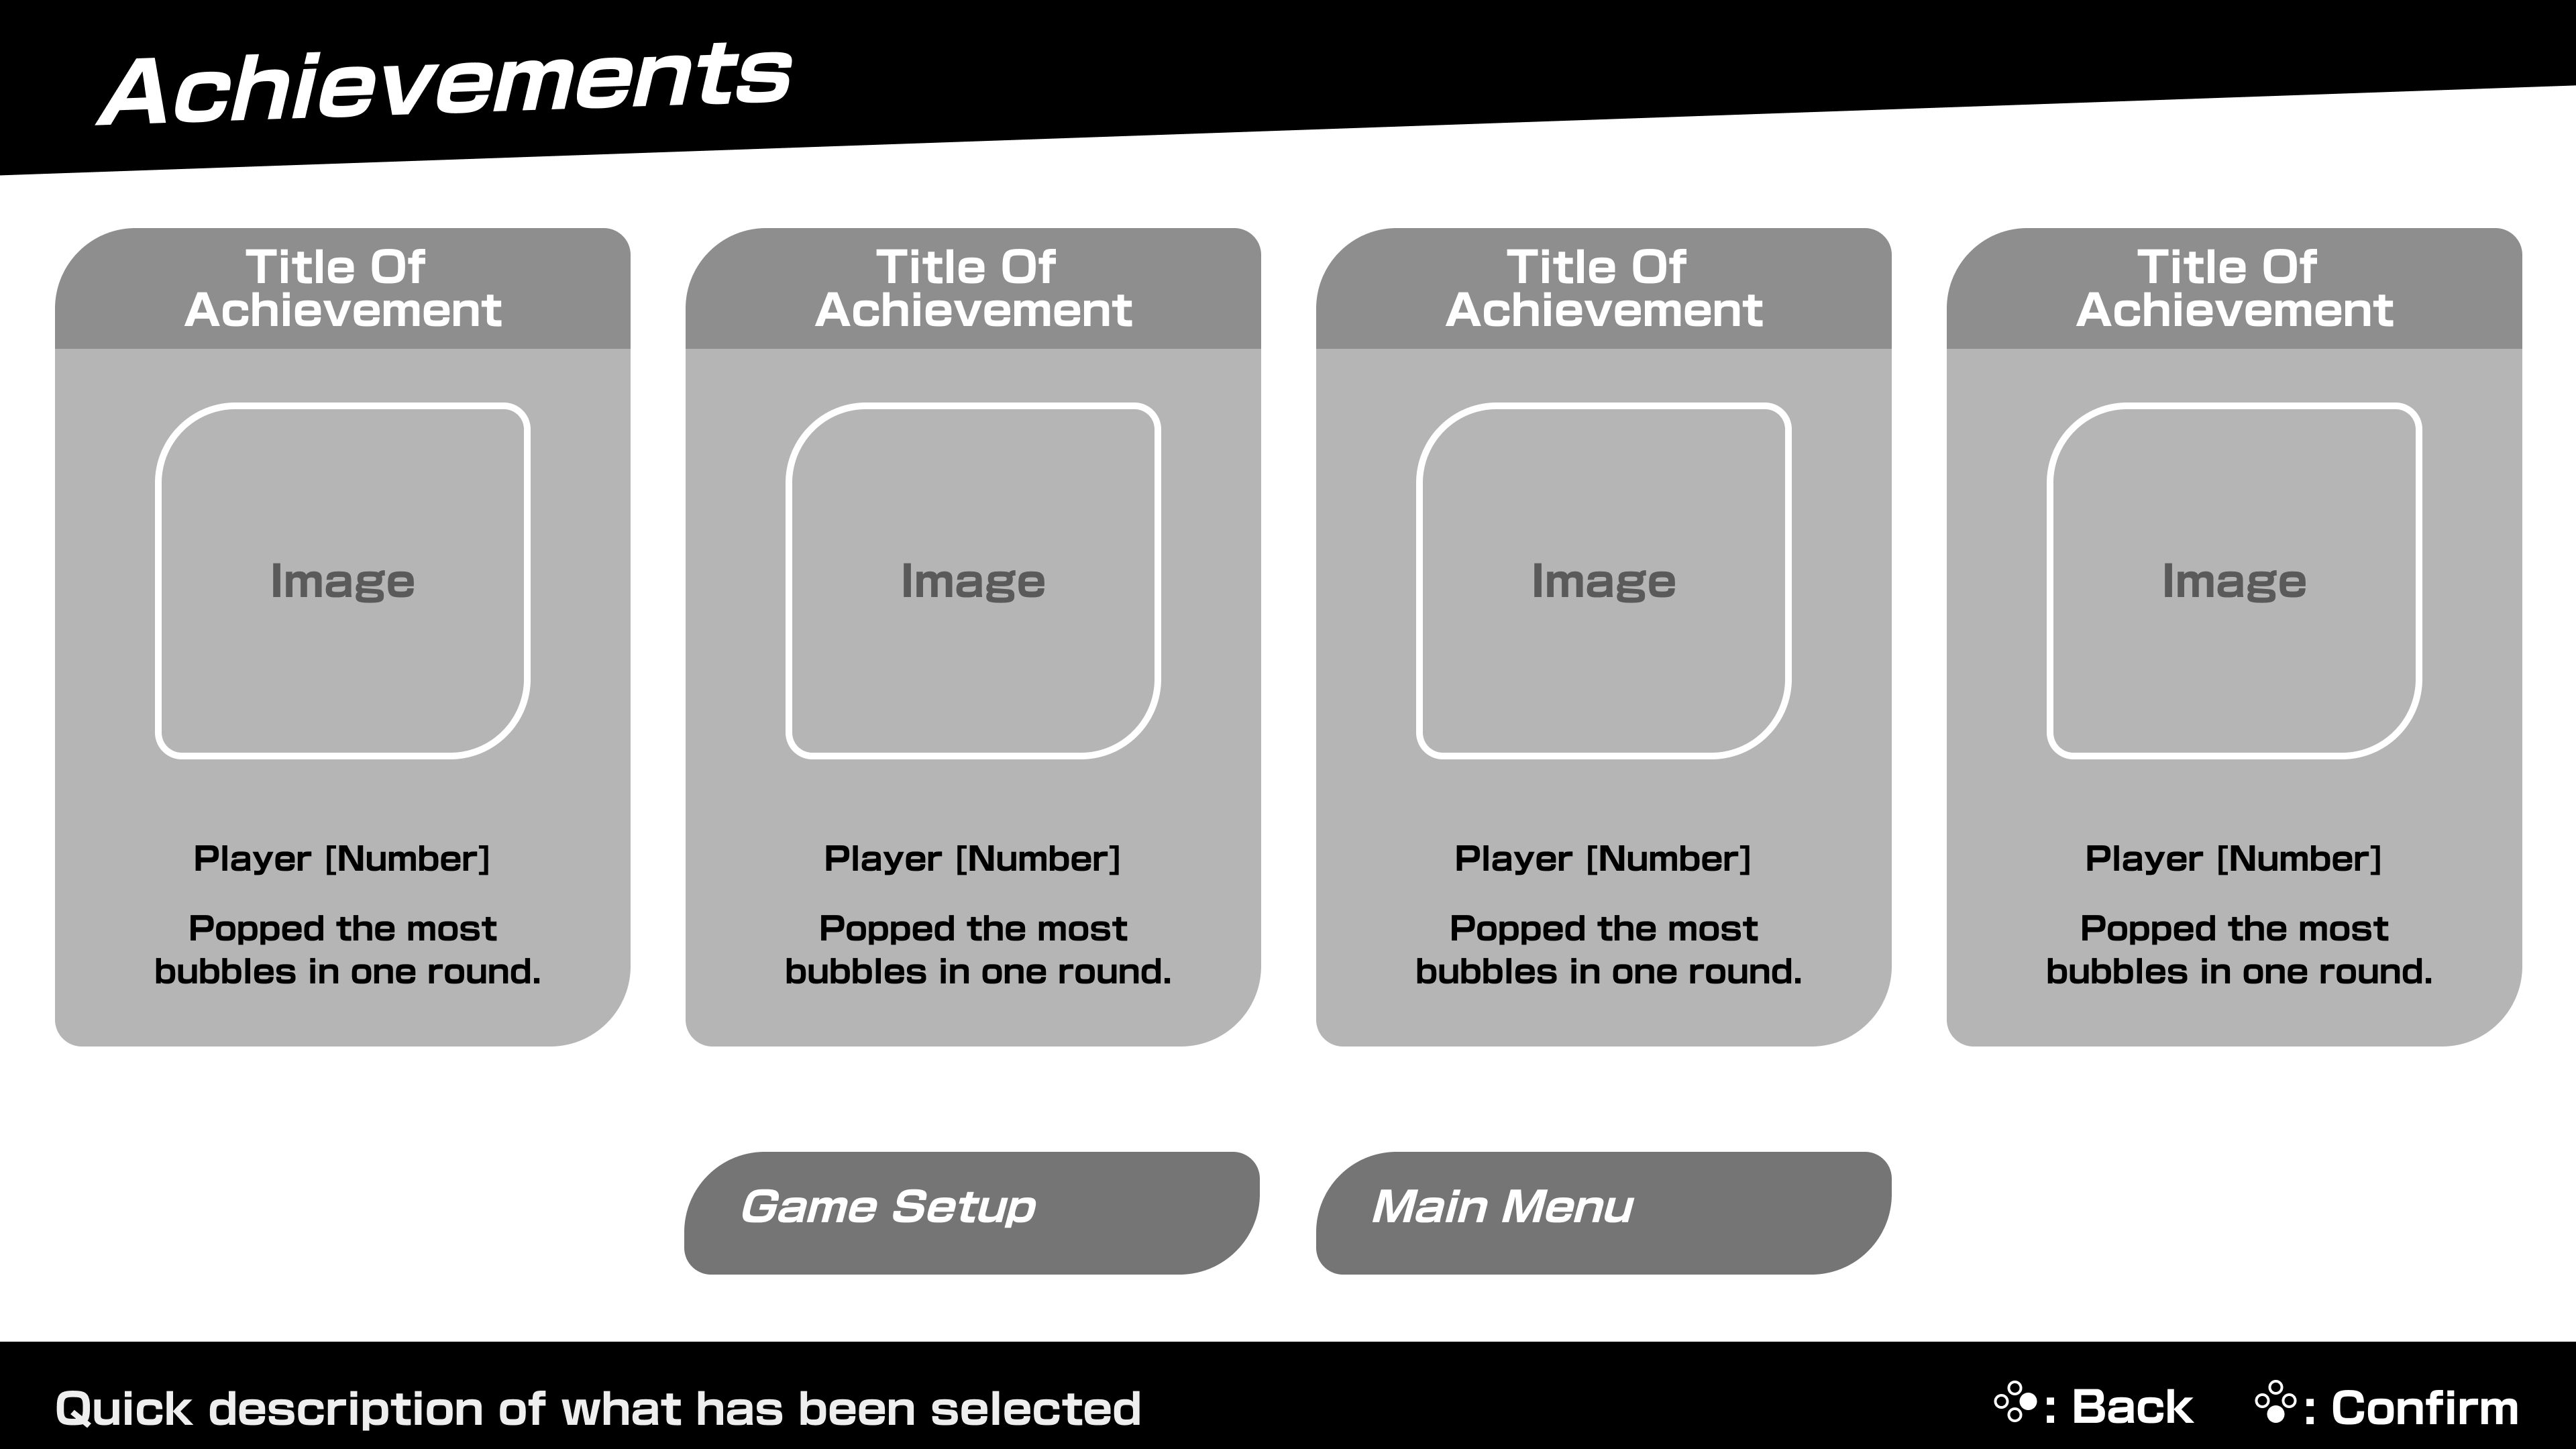 Achievements
Title Of
Achievement
Image
Player [Number]
Popped the most
bubbles in one round.
Title Of
Achievement
Image
Player [Number]
Popped the most
bubbles in one round.
Title Of
Achievement
Image
Player [Number]
Popped the most
bubbles in one round.
Title Of
Achievement
Image
Player [Number]
Popped the most
bubbles in one round.
Game Setup
Main Menu
Quick description of what has been selected
: Back
: Confirm